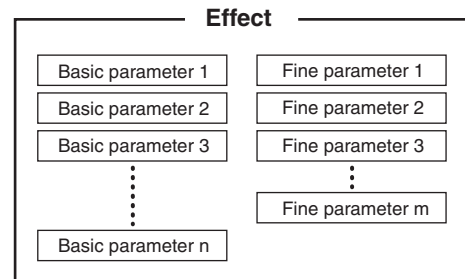 Effect
Basic parameter 1
Basic parameter 2
Basic parameter 3
Basic parameter n
Fine parameter 1
Fine parameter 2
Fine parameter 3
Fine parameter m